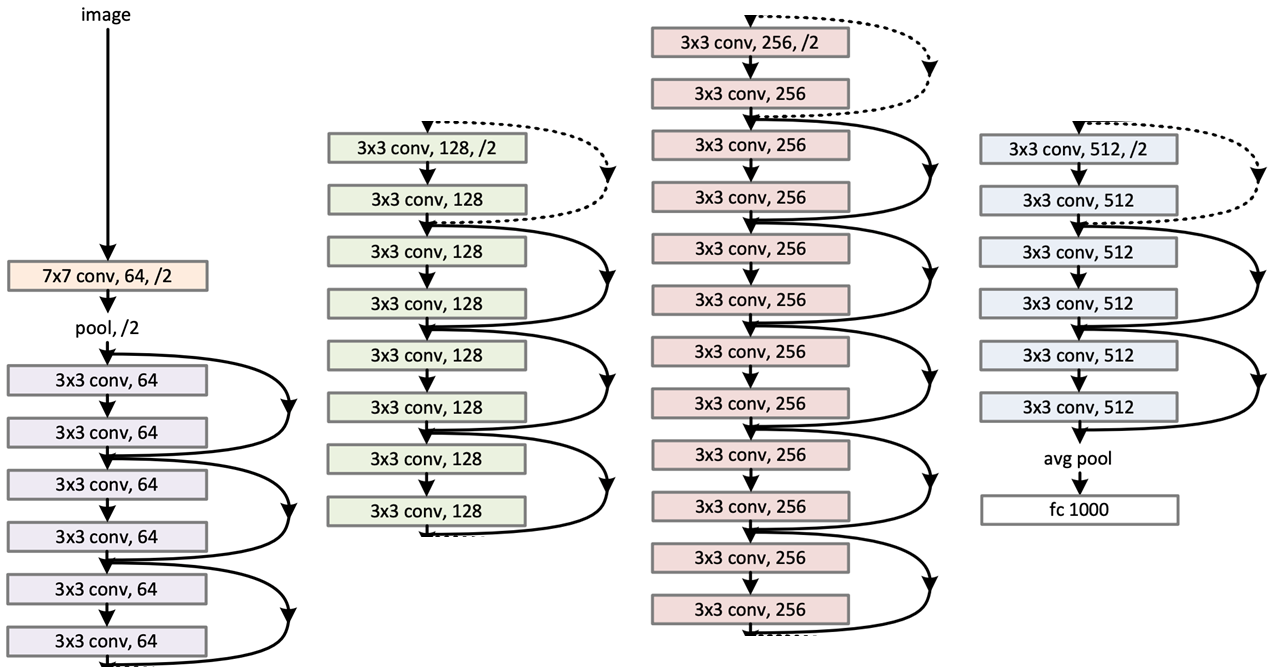 image
7x7 conv, 64, /2
pool, /2
3x3 conv, 64
3x3 conv, 64
3x3 conv, 64
3x3 conv, 64
3x3 conv, 64
3x3 conv, 64
3x3 conv, 128, /2
3x3 conv, 128
3x3 conv, 128
3x3 conv, 128
3x3 conv, 128
3x3 conv, 128
3x3 conv, 128
3x3 conv, 128
3x3 conv, 256, /2
3x3 conv, 256
3x3 conv, 256
3x3 conv, 256
3x3 conv, 256
3x3 conv, 256
3x3 conv, 256
3x3 conv, 256
3x3 conv, 256
3x3 conv, 256
3x3 conv, 256
3x3 conv, 256
3x3 conv, 512, /2
3x3 conv, 512
3x3 conv, 512
3x3 conv, 512
3x3 conv, 512
3x3 conv, 512
avg pool
fc 1000